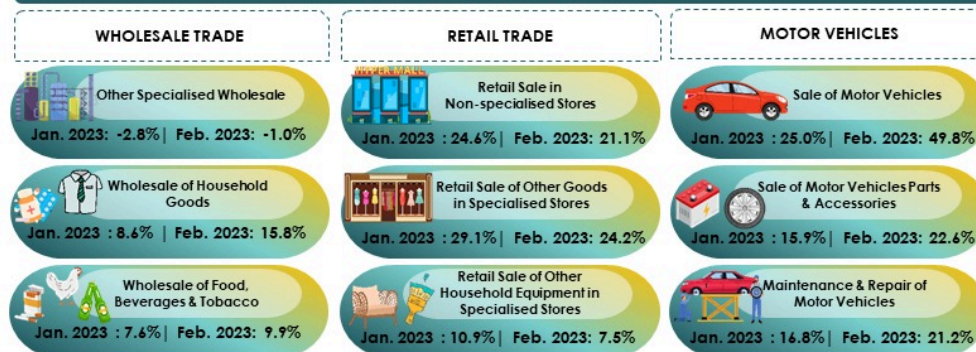 WHOLESALE TRADE
Other Specialised Wholesale
Jan. 2023: -2.8%| Feb. 2023: -1.0%
Wholesale of Household
Goods
Jan. 2023 : 8.6%| Feb. 2023: 15.8%
Wholesale of Food,
Beverages & Tobacco
Jan. 2023 : 7.6%| Feb. 2023: 9.9%
RETAIL TRADE
HYPER MALL
Retail Sale in
Non-specialised Stores
Jan. 2023 : 24.6%| Feb. 2023: 21.1%
Retail Sale of Other Goods
in Specialised Stores
Jan. 2023 : 29.1%| Feb. 2023: 24.2%
Retail Sale of Other
Household Equipment in
Specialised Stores
Jan. 2023 : 10.9%| Feb. 2023: 7.5%
MOTOR VEHICLES
Sale of Motor Vehicles
Jan. 2023 : 25.0%| Feb. 2023: 49.8%
Sale of Motor Vehicles Parts
& Accessories
Jan. 2023 : 15.9%| Feb. 2023: 22.6%
Maintenance & Repair of
Motor Vehicles
Jan. 2023 : 16.8%| Feb. 2023: 21.2%